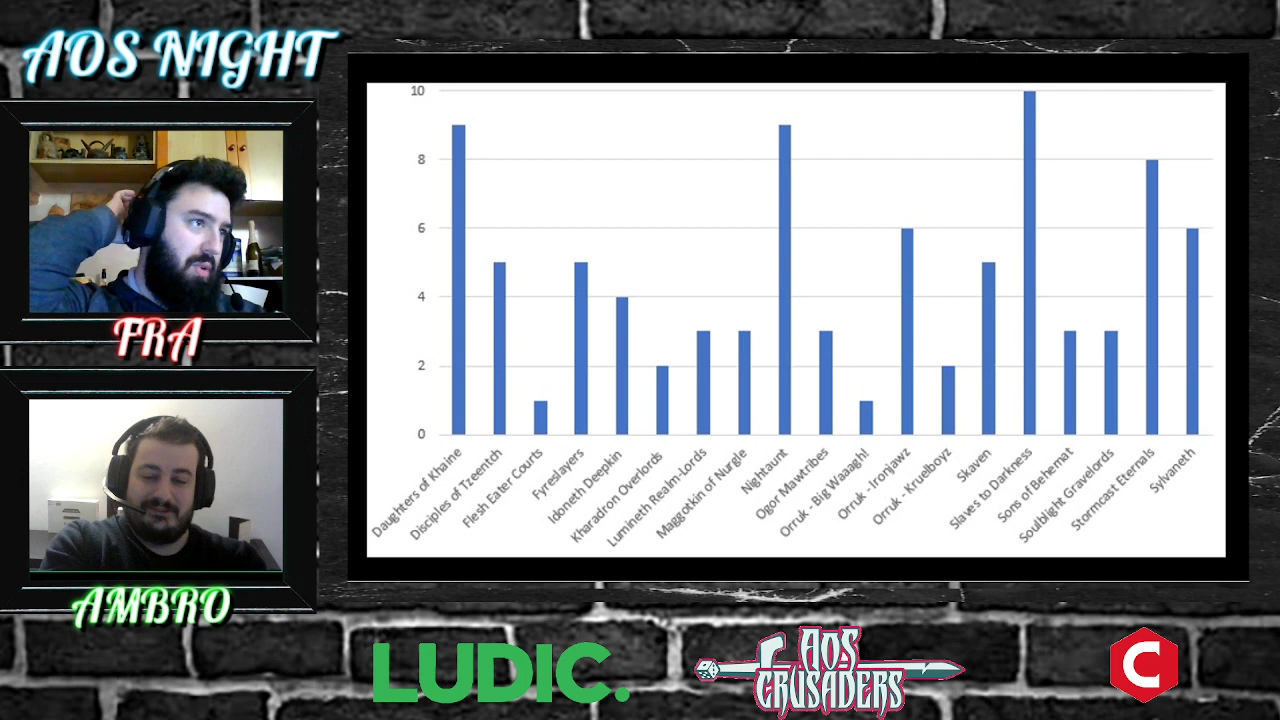 AOS NIGHT
FRA
AMBRO
10
8
6
4
2
0
Daughters of Khaine
Disciples of Tzeentch
Flesh Eater Courts
Fyreslayers
Idoneth Deepkin
Kharadron Overlords
Lumineth Realm-Lords
Maggotkin of Nurgle
Nightaunt
Ogor Mawtribes
Orruk - Big Waaagh!
Orruk - Ironjawz
Orruk - Kruelboyz
Skaven
Slaves to Darkness
Sons of Behemat
Soulblight Gravelords
Stormcast Eternals
Sylvaneth
LUDIC.
AOS
CRUSADERS
C